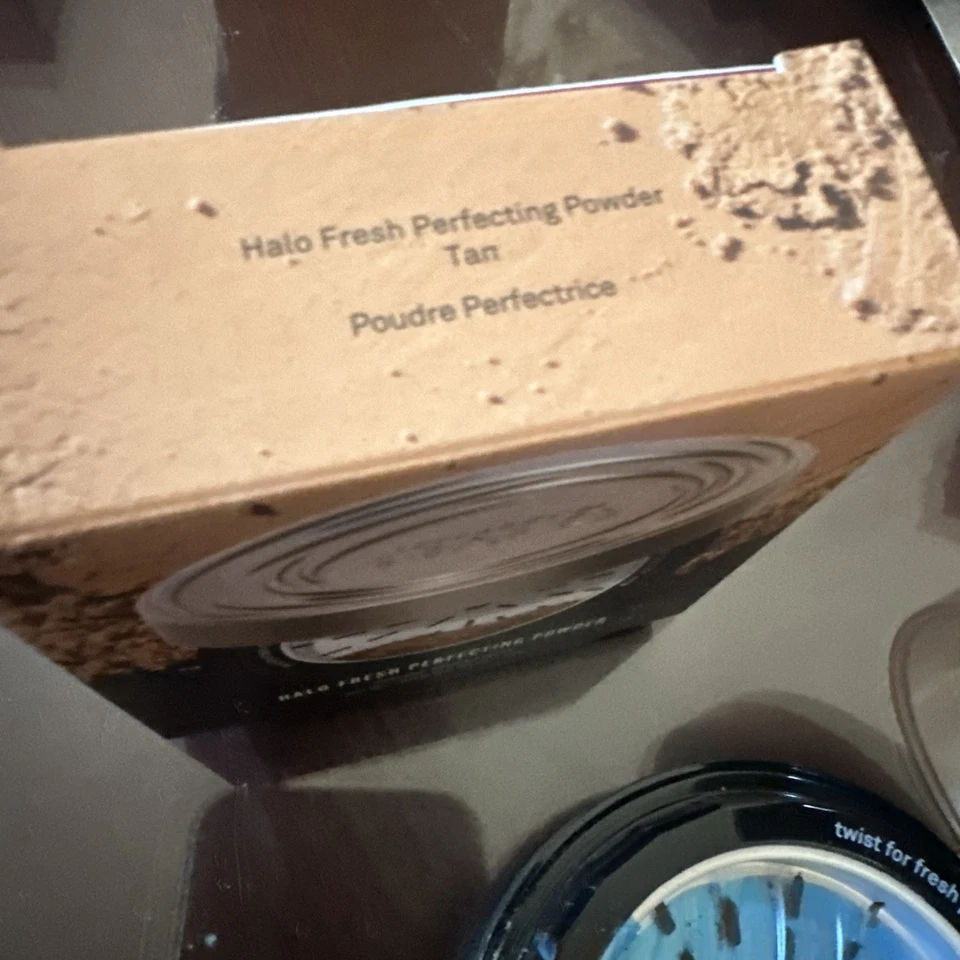 Halo Fresh Perfecting Powder
Tan
Poudre Perfectrice
HALO FRESH PERFECTING POWDER
twist for fresh